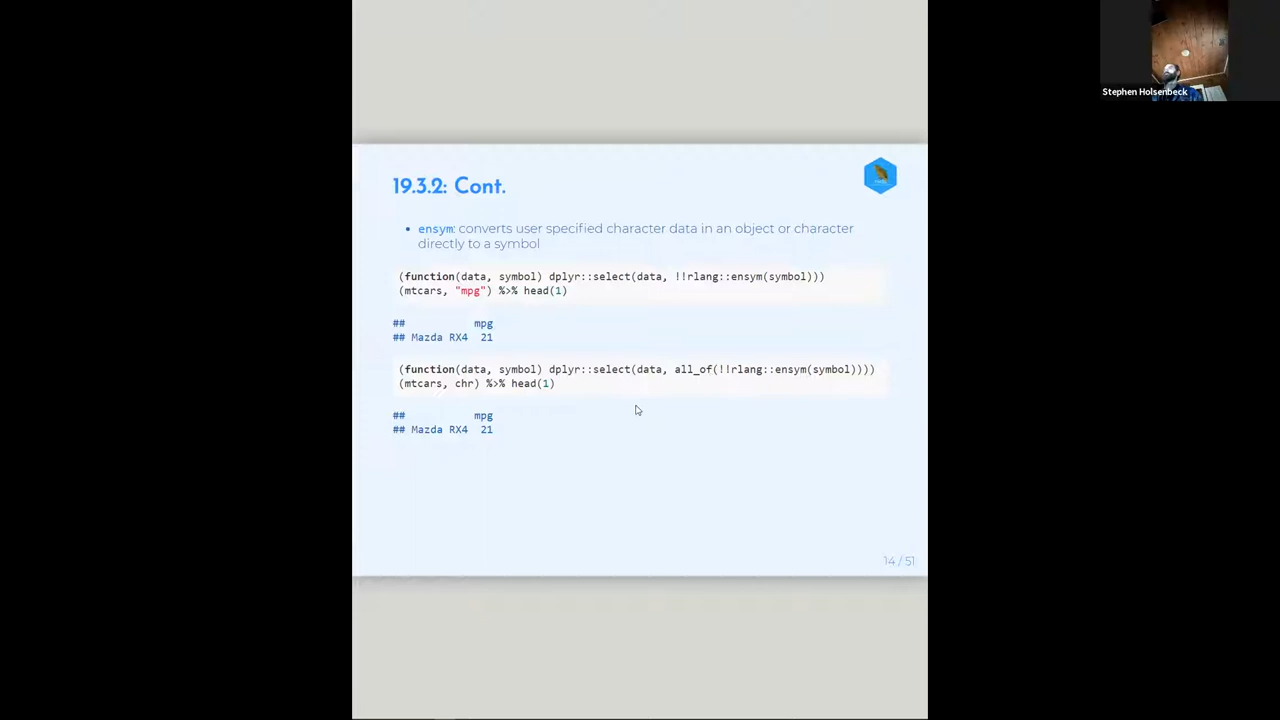 Stephen Holsenbeck
19.3.2: Cont.
• ensym: converts user specified character data in an object or character
directly to a symbol
(function(data, symbol) dplyr::select(data, !!rlang::ensym(symbol)))
(mtcars, "mpg") %>% head(1)
## mpg
## Mazda RX4 21
(function(data, symbol) dplyr::select(data, all_of(!!rlang::ensym(symbol))))
(mtcars, chr) %>% head(1)
## mpg
## Mazda RX4 21
14 / 51